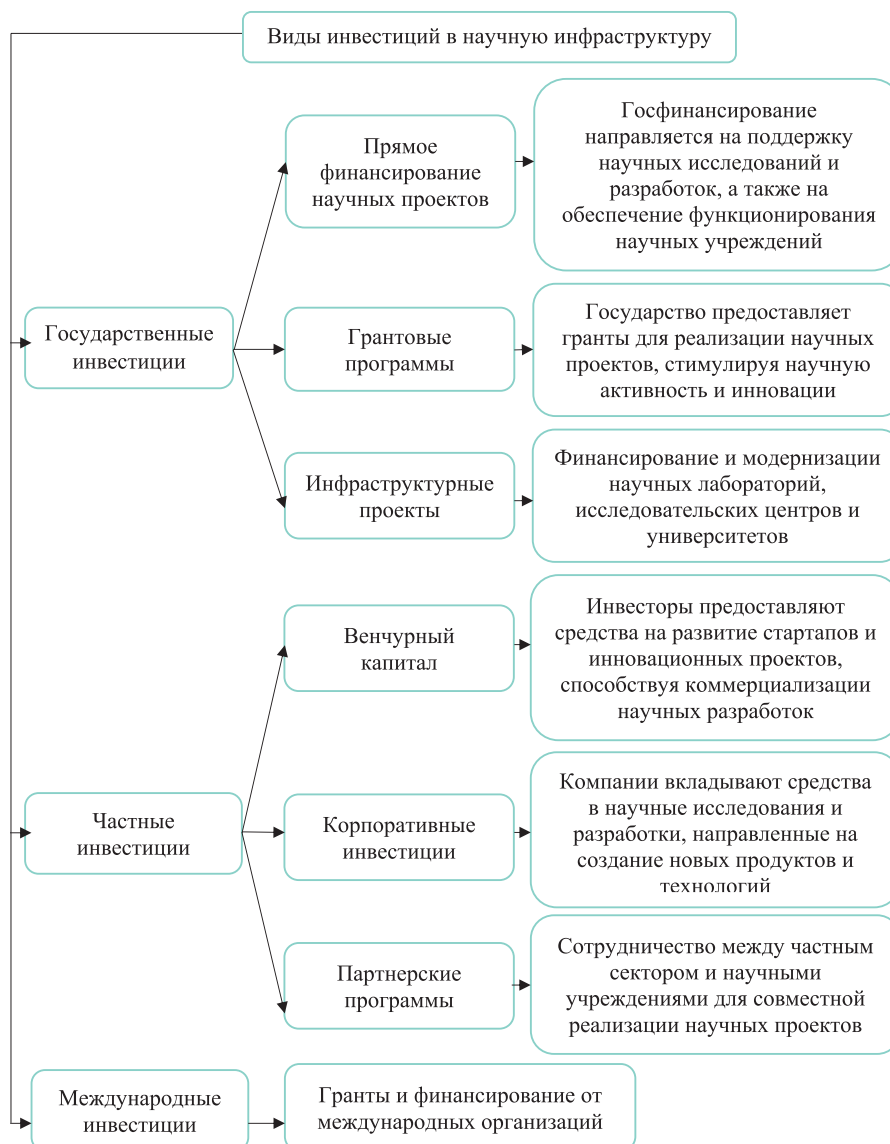 Виды инвестиций в научную инфраструктуру
Прямое
финансирование
научных проектов
Госфинансирование
направляется на поддержку
научных исследований и
разработок, а также на
обеспечение функционирования
научных учреждений
Государственные
инвестиции
Грантовые
программы
Государство предоставляет
гранты для реализации научных
проектов, стимулируя научную
активность и инновации
Инфраструктурные
проекты
Финансирование и модернизации
научных лабораторий,
исследовательских центров и
университетов
Венчурный
капитал
Инвесторы предоставляют
средства на развитие стартапов и
инновационных проектов,
способствуя коммерциализации
научных разработок
Частные
инвестиции
Корпоративные
инвестиции
Компании вкладывают средства
в научные исследования и
разработки, направленные на
создание новых продуктов и
технологий
Партнерские
программы
Сотрудничество между частным
сектором и научными
учреждениями для совместной
реализации научных проектов
Международные
инвестиции
Гранты и финансирование от
международных организаций